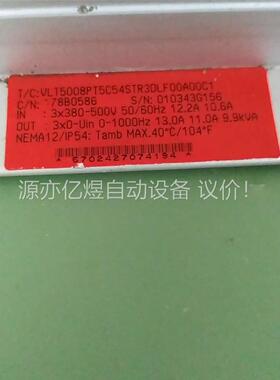 T/C:VLT5008PT5C54STR3DLF00A00C1
C/N: 178B0586 S/N: 010343G156
IN : 3x380-500V 50/60Hz 12.2A 10.6A
OUT : 3x0-Uin 0-1000Hz 13.0A 11.0A 9.9kVA
NEMA12/IP54: Tamb MAX.40°C/104°F
* 5702427074194 *
源亦亿煜自动化设备 议价!